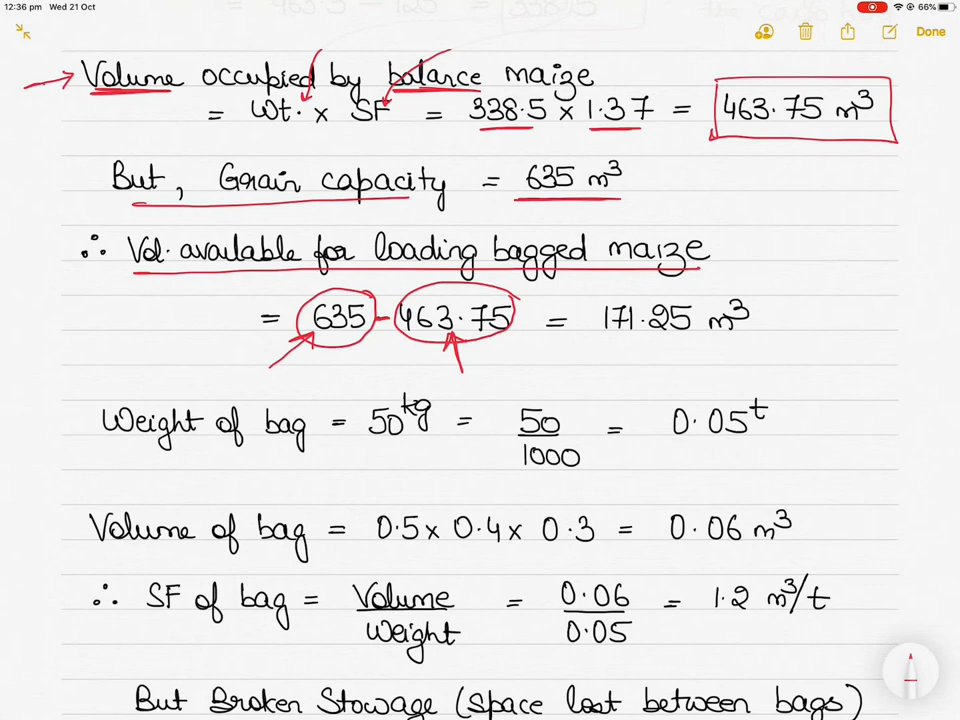 12:36 pm Wed 21 Oct
66%
Done
Volume occupied by balance maize
= Wt. x SF = 338.5 x 1.37 = 463.75 m³
But, Grain capacity = 635 m³
∴ Vol. available for loading bagged maize
= 635 - 463.75 = 171.25 m³
Weight of bag = 50 kg = 50/1000 = 0.05 t
Volume of bag = 0.5 x 0.4 x 0.3 = 0.06 m³
∴ SF of bag = Volume/Weight = 0.06/0.05 = 1.2 m³/t
But Broken Stowage (space lost between bags)